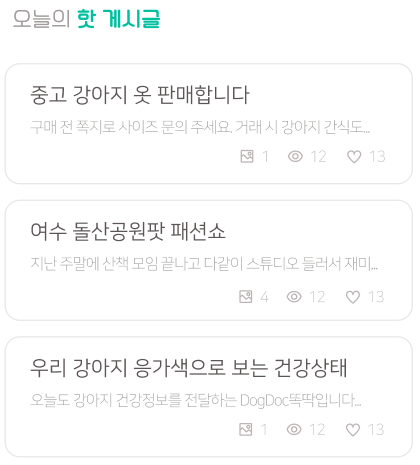 오늘의 핫 게시글
중고 강아지 옷 판매합니다
구매 전 쪽지로 사이즈 문의 주세요. 거래 시 강아지 간식도...
1 12 13
여수 돌산공원팟 패션쇼
지난 주말에 산책 모임 끝나고 다같이 스튜디오 들러서 재미...
4 12 13
우리 강아지 응가색으로 보는 건강상태
오늘도 강아지 건강정보를 전달하는 DogDoc똑딱입니다...
1 12 13